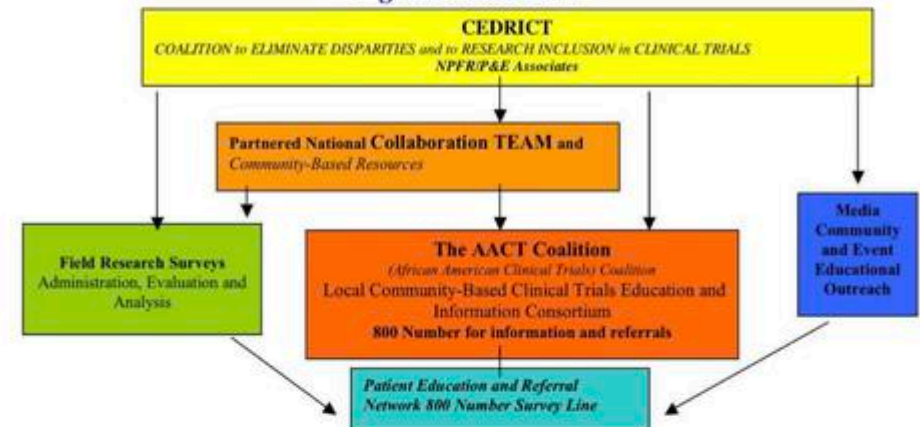 CEDRICT
COALITION to ELIMINATE DISPARITIES and to RESEARCH INCLUSION in CLINICAL TRIALS
NPFR/P&E Associates
Partnered National Collaboration TEAM and
Community-Based Resources
Field Research Surveys
Administration, Evaluation and
Analysis
The AACT Coalition
(African American Clinical Trials) Coalition
Local Community-Based Clinical Trials Education and
Information Consortium
800 Number for information and referrals
Media
Community
and Event
Educational
Outreach
Patient Education and Referral
Network 800 Number Survey Line